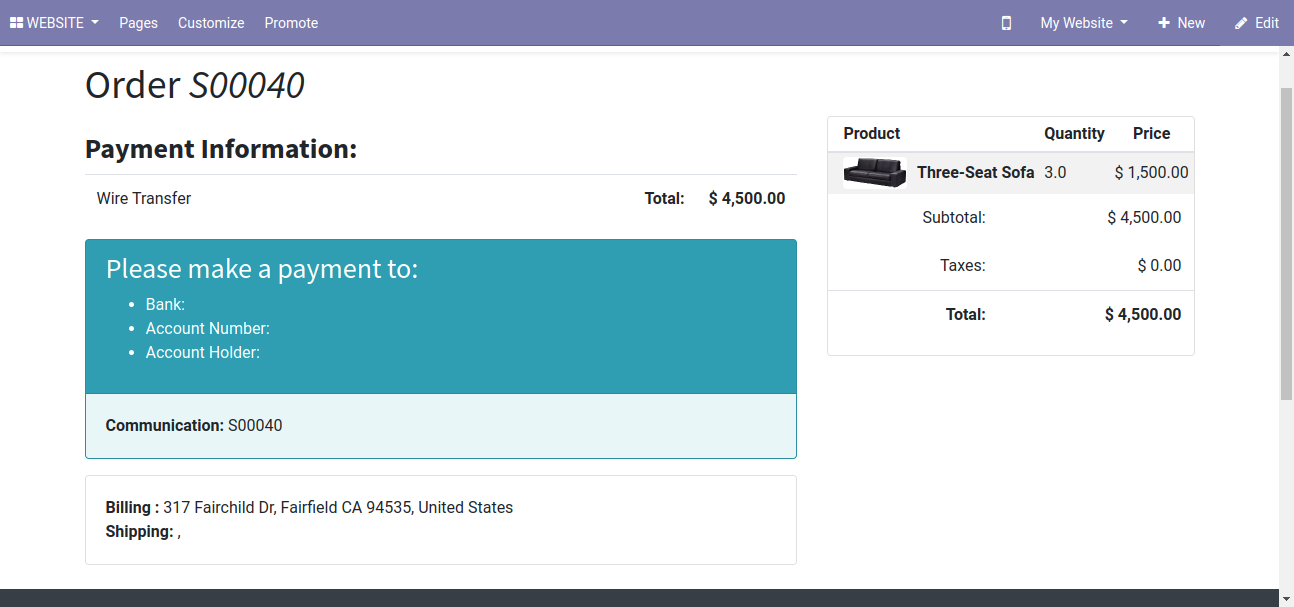 WEBSITE Pages Customize Promote My Website New Edit
Order S00040
Payment Information:
Wire Transfer Total: $ 4,500.00
Please make a payment to:
Bank:
Account Number:
Account Holder:
Communication: S00040
Billing : 317 Fairchild Dr, Fairfield CA 94535, United States
Shipping: ,
Product Quantity Price
Three-Seat Sofa 3.0 $ 1,500.00
Subtotal: $ 4,500.00
Taxes: $ 0.00
Total: $ 4,500.00